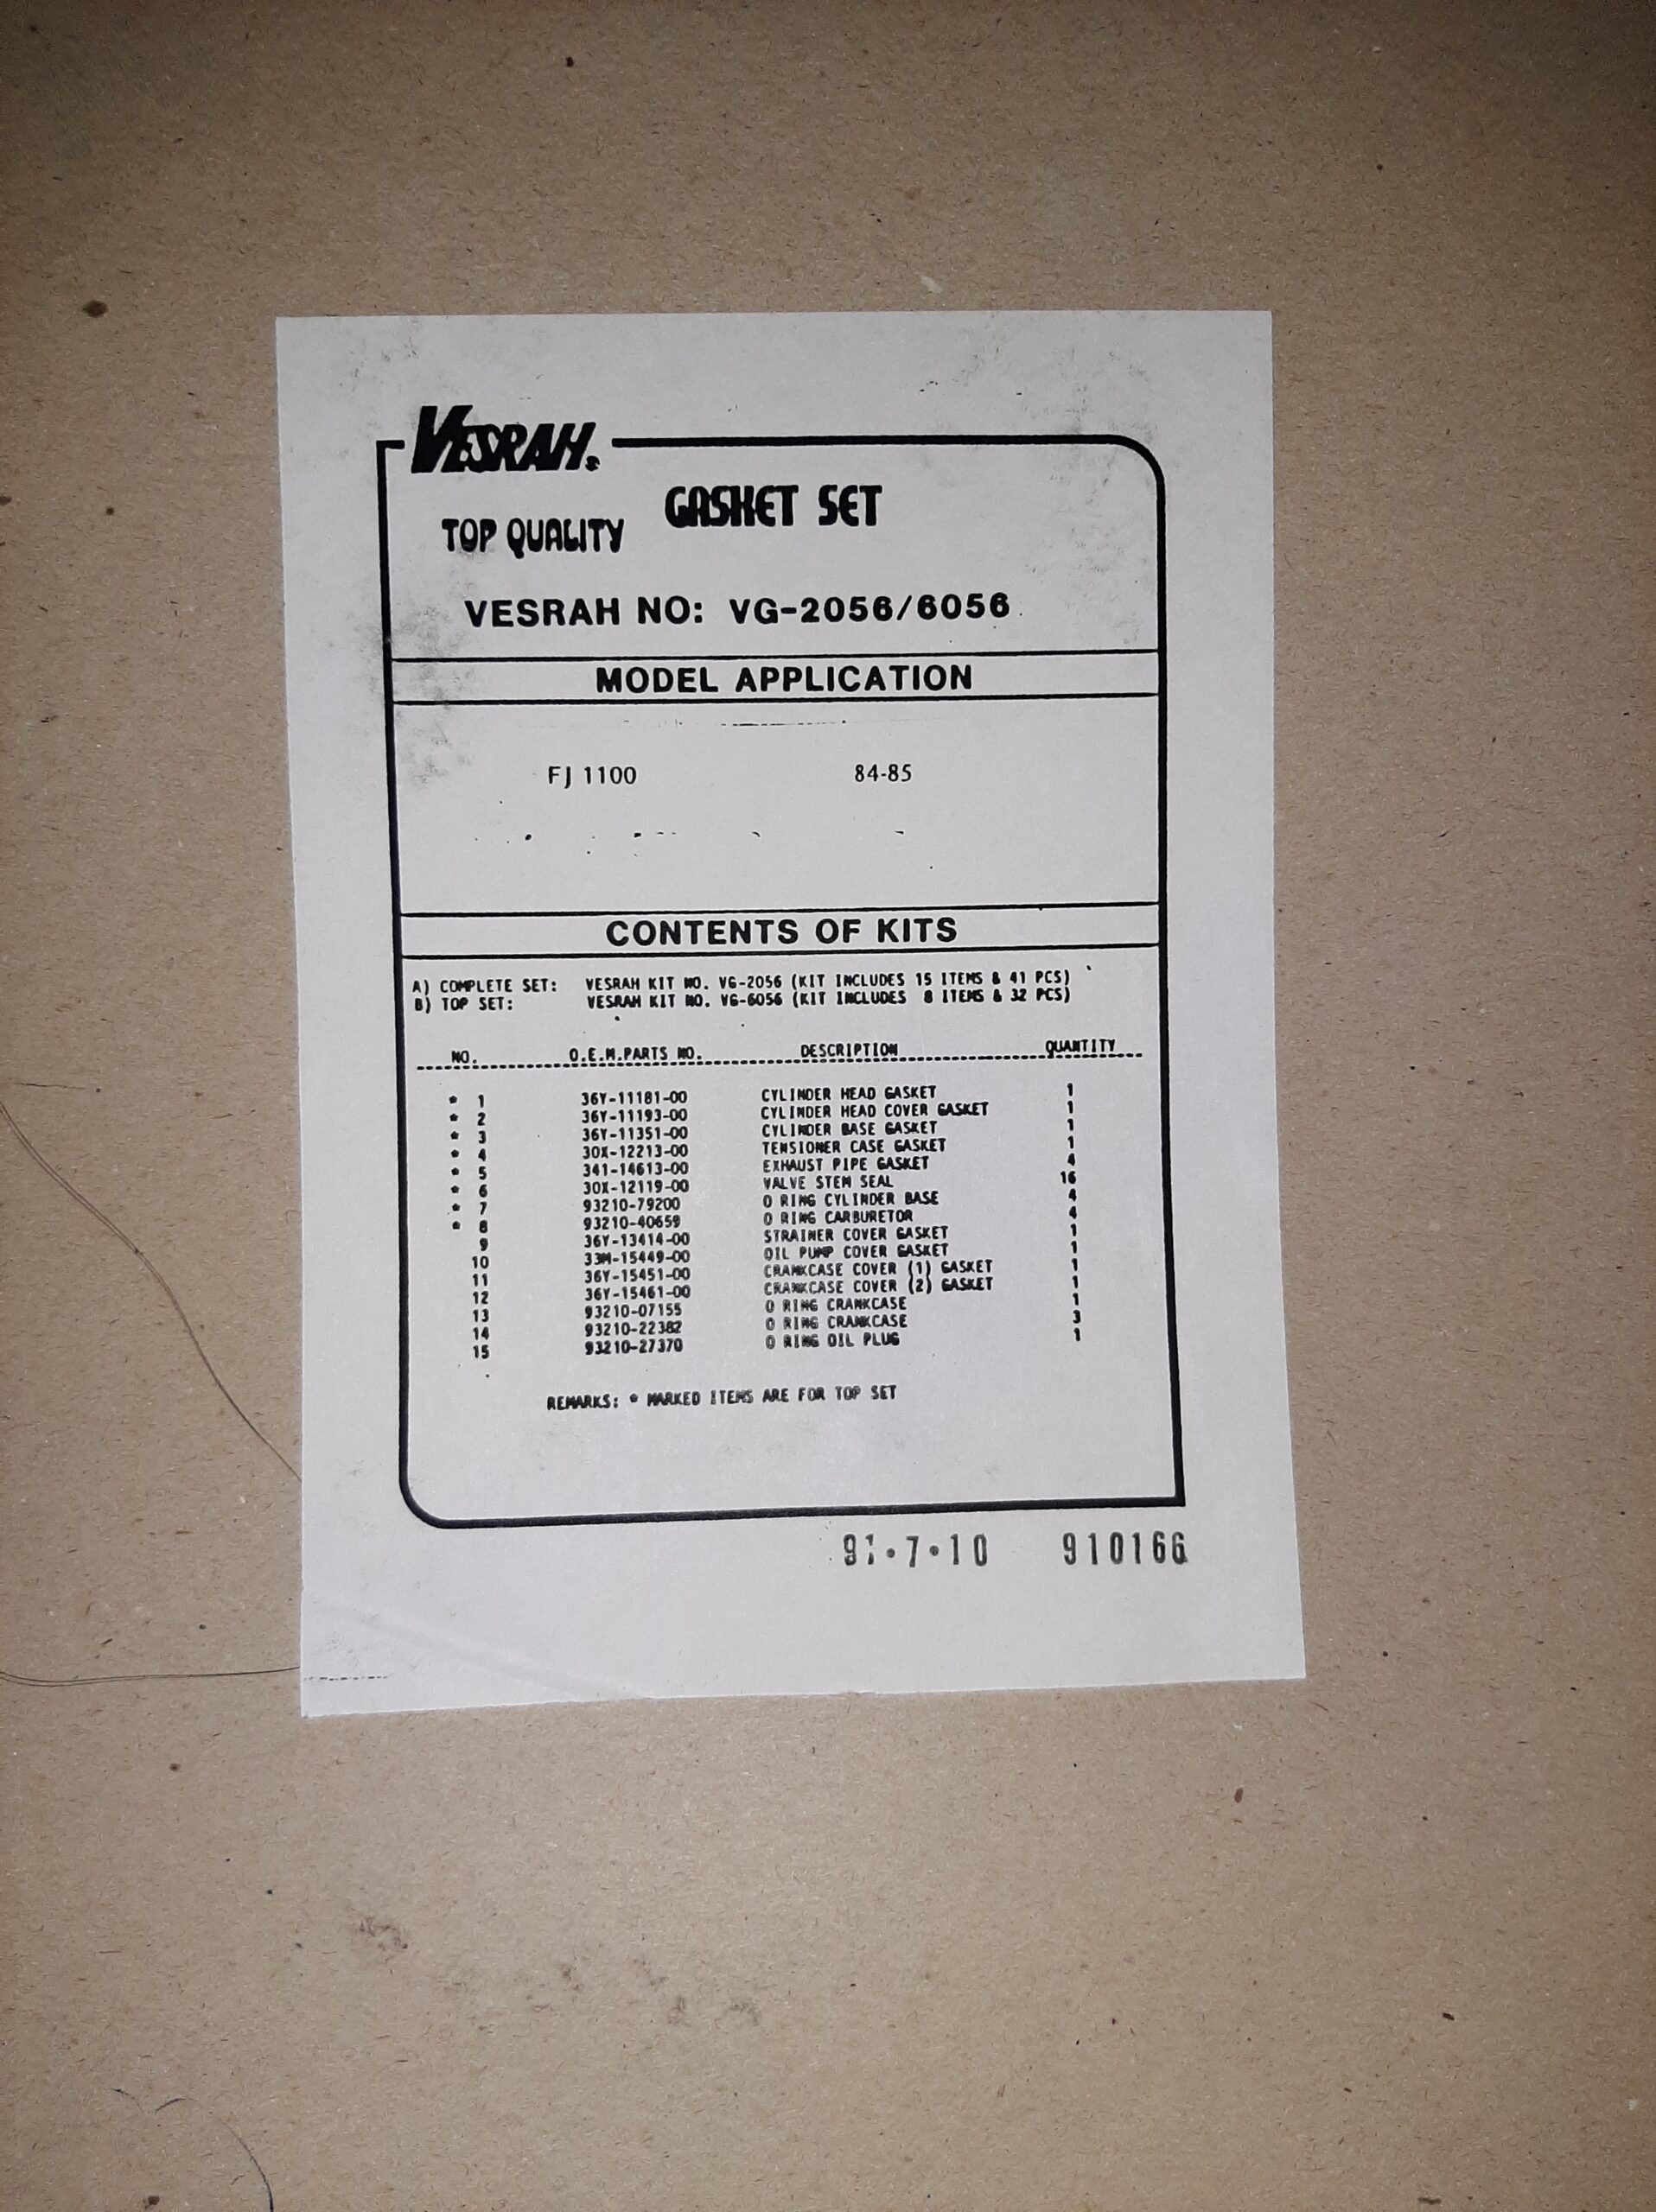 VESRAH®
GASKET SET
TOP QUALITY
VESRAH NO: VG-2056/6056
MODEL APPLICATION
FJ 1100 84-85
CONTENTS OF KITS
A) COMPLETE SET: VESRAH KIT NO. VG-2056 (KIT INCLUDES 15 ITEMS & 41 PCS)
B) TOP SET: VESRAH KIT NO. VG-6056 (KIT INCLUDES 8 ITEMS & 32 PCS)
NO. O.E.M.PARTS NO. DESCRIPTION QUANTITY
* 1 36Y-11181-00 CYLINDER HEAD GASKET 1
* 2 36Y-11193-00 CYLINDER HEAD COVER GASKET 1
* 3 36Y-11351-00 CYLINDER BASE GASKET 1
* 4 30X-12213-00 TENSIONER CASE GASKET 1
* 5 341-14613-00 EXHAUST PIPE GASKET 4
* 6 30X-12119-00 VALVE STEM SEAL 16
* 7 93210-79200 O RING CYLINDER BASE 4
* 8 93210-40659 O RING CARBURETOR 4
9 36Y-13414-00 STRAINER COVER GASKET 1
10 33M-15449-00 OIL PUMP COVER GASKET 1
11 36Y-15451-00 CRANKCASE COVER (1) GASKET 1
12 36Y-15461-00 CRANKCASE COVER (2) GASKET 1
13 93210-07155 O RING CRANKCASE 1
14 93210-22382 O RING CRANKCASE 3
15 93210-27370 O RING OIL PLUG 1
REMARKS: * MARKED ITEMS ARE FOR TOP SET
91·7·10 910166